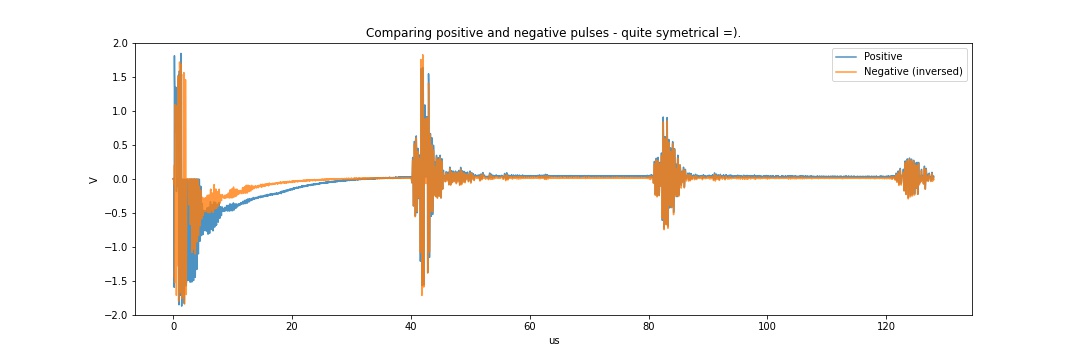 Comparing positive and negative pulses - quite symetrical =).
Positive
Negative (inversed)
2.0
1.5
1.0
0.5
0.0
−0.5
−1.0
−1.5
−2.0
V
0 20 40 60 80 100 120
us